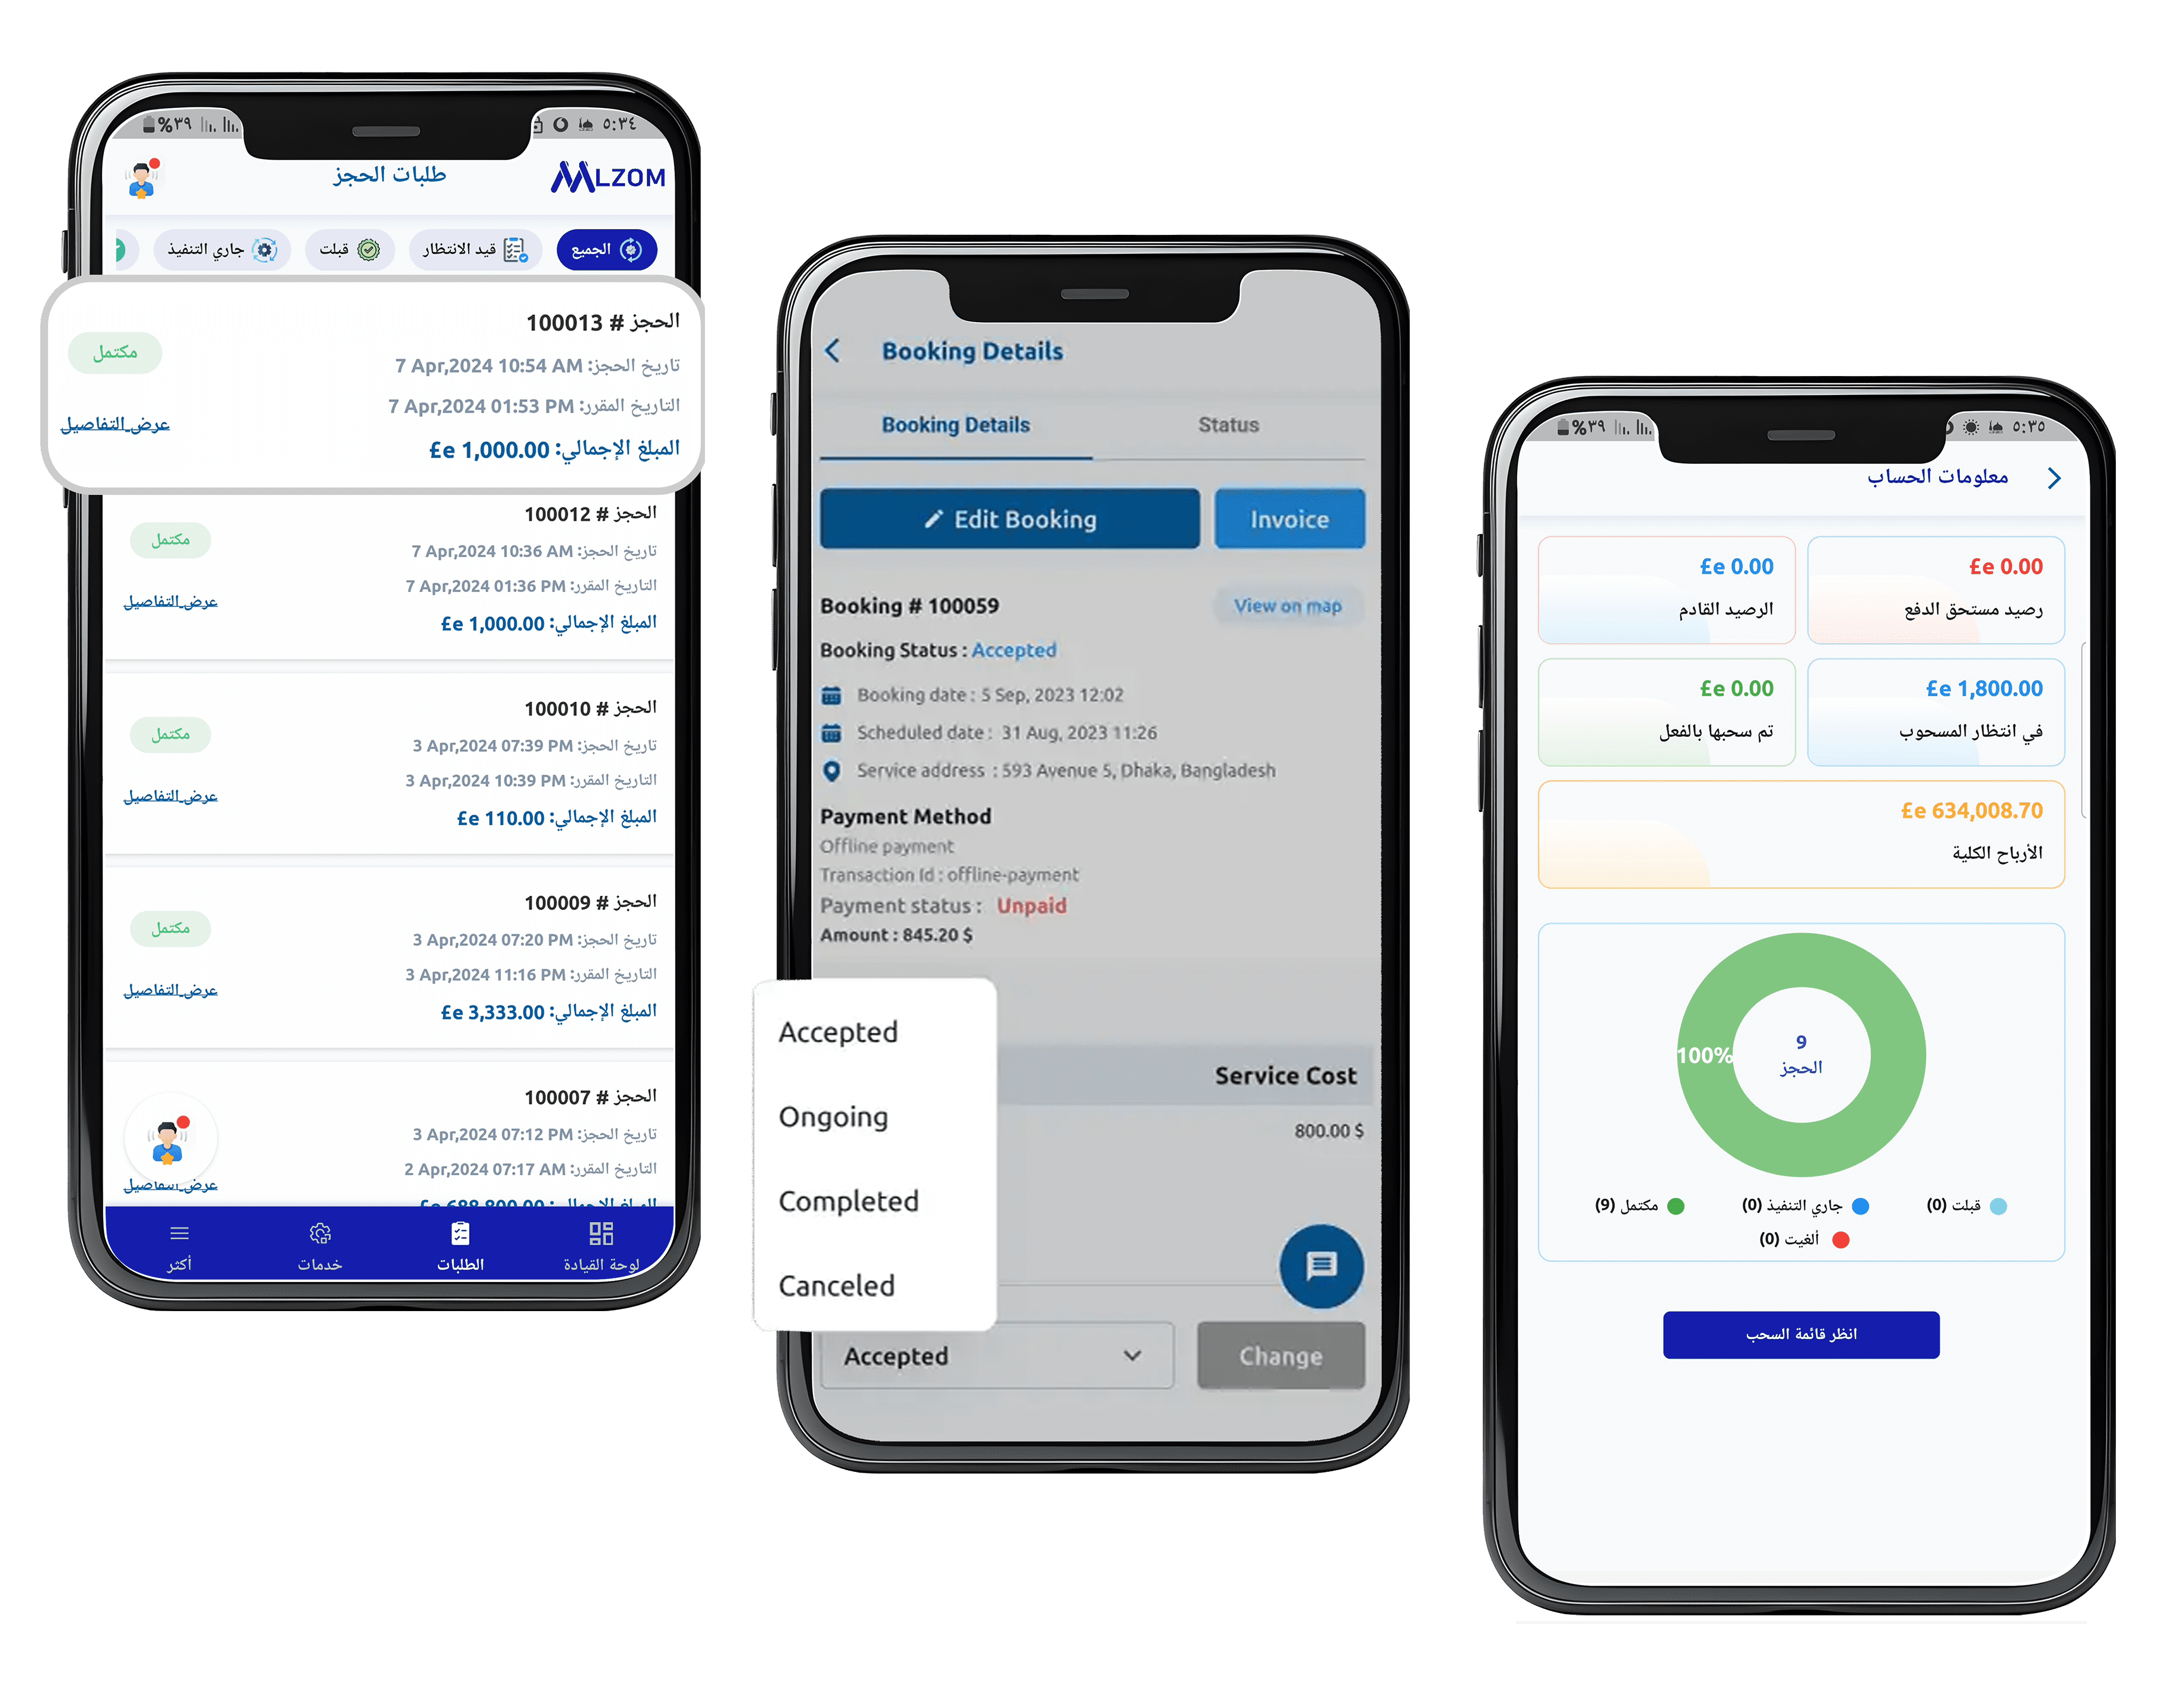 %٣٩
٥:٣٤
طلبات الحجز
MLZOM
الجميع
قيد الانتظار
قبلت
جاري التنفيذ
الحجز # 100013
مكتمل
تاريخ الحجز: 7 Apr,2024 10:54 AM
التاريخ المقرر: 7 Apr,2024 01:53 PM
عرض التفاصيل
المبلغ الإجمالي: £e 1,000.00
الحجز # 100012
مكتمل
تاريخ الحجز: 7 Apr,2024 10:36 AM
التاريخ المقرر: 7 Apr,2024 01:36 PM
عرض التفاصيل
المبلغ الإجمالي: £e 1,000.00
الحجز # 100010
مكتمل
تاريخ الحجز: 3 Apr,2024 07:39 PM
التاريخ المقرر: 3 Apr,2024 10:39 PM
عرض التفاصيل
المبلغ الإجمالي: £e 110.00
الحجز # 100009
مكتمل
تاريخ الحجز: 3 Apr,2024 07:20 PM
التاريخ المقرر: 3 Apr,2024 11:16 PM
عرض التفاصيل
المبلغ الإجمالي: £e 3,333.00
الحجز # 100007
تاريخ الحجز: 3 Apr,2024 07:12 PM
التاريخ المقرر: 2 Apr,2024 07:17 AM
عرض التفاصيل
المبلغ الإجمالي: £e 688,800.00
لوحة القيادة
الطلبات
خدمات
أكثر
Booking Details
Booking Details
Status
Edit Booking
Invoice
Booking # 100059
View on map
Booking Status : Accepted
Booking date : 5 Sep, 2023 12:02
Scheduled date : 31 Aug, 2023 11:26
Service address : 593 Avenue 5, Dhaka, Bangladesh
Payment Method
Offline payment
Transaction Id : offline-payment
Payment status : Unpaid
Amount : 845.20 $
Accepted
Ongoing
Completed
Canceled
Service Cost
800.00 $
Accepted
Change
%٣٩
٥:٣٥
معلومات الحساب
£e 0.00
رصيد مستحق الدفع
£e 0.00
الرصيد القادم
£e 1,800.00
في انتظار المسحوب
£e 0.00
تم سحبها بالفعل
£e 634,008.70
الأرباح الكلية
100%
9
الحجز
قبلت (0)
جاري التنفيذ (0)
مكتمل (9)
ألغيت (0)
انظر قائمة السحب